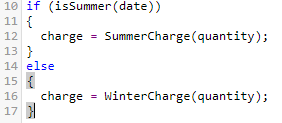 10 if (isSummer(date))
11 {
12 charge = SummerCharge(quantity);
13 }
14 else
15 {
16 charge = WinterCharge(quantity);
17 }